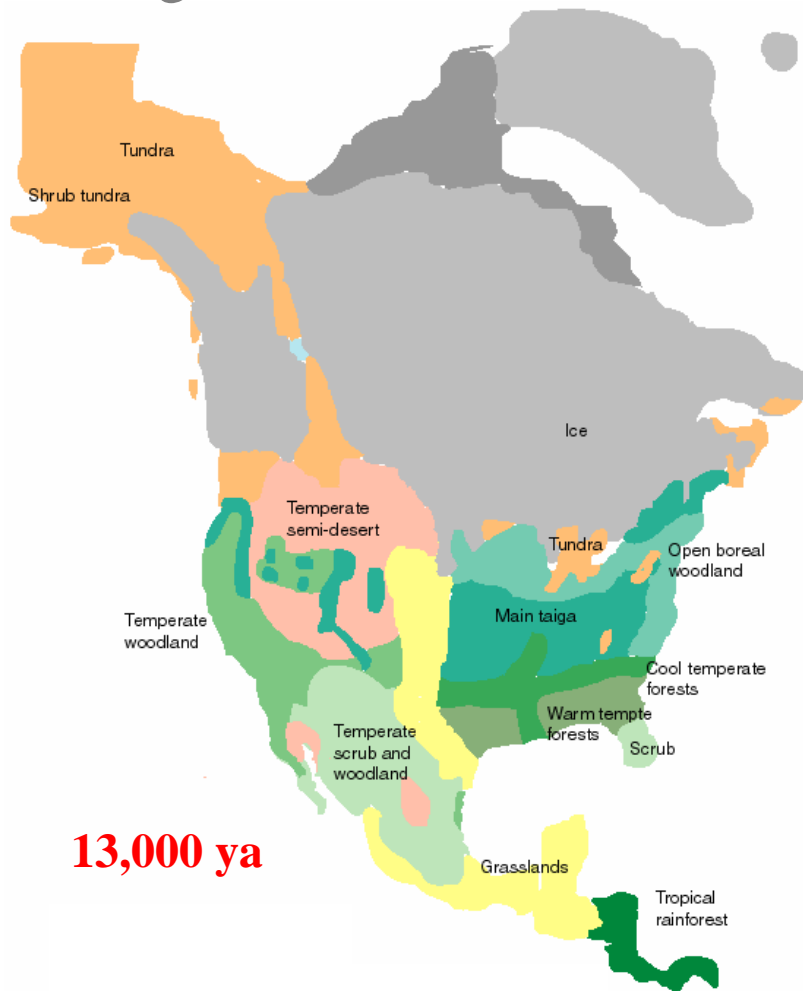 Tundra
Shrub tundra
Ice
Temperate
semi-desert
Tundra
Open boreal
woodland
Temperate
woodland
Main taiga
Cool temperate
forests
Warm tempte
forests
Temperate
scrub and
woodland
Scrub
13,000 ya
Grasslands
Tropical
rainforest